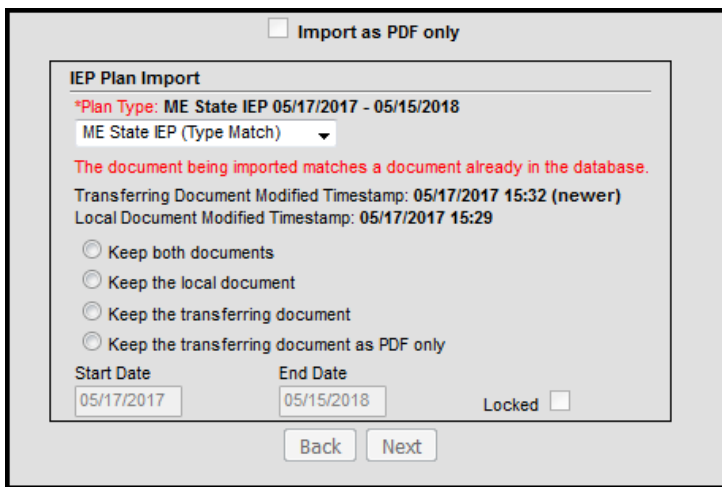 Import as PDF only
IEP Plan Import
*Plan Type: ME State IEP 05/17/2017 - 05/15/2018
ME State IEP (Type Match)
The document being imported matches a document already in the database.
Transferring Document Modified Timestamp: 05/17/2017 15:32 (newer)
Local Document Modified Timestamp: 05/17/2017 15:29
Keep both documents
Keep the local document
Keep the transferring document
Keep the transferring document as PDF only
Start Date End Date
05/17/2017 05/15/2018 Locked
Back Next